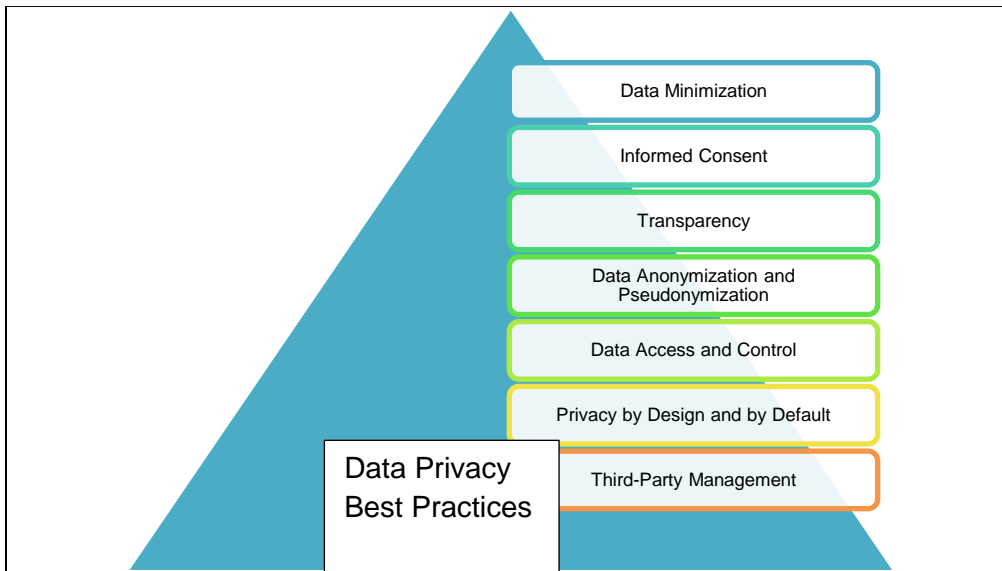 Data Minimization
Informed Consent
Transparency
Data Anonymization and
Pseudonymization
Data Access and Control
Privacy by Design and by Default
Third-Party Management
Data Privacy
Best Practices